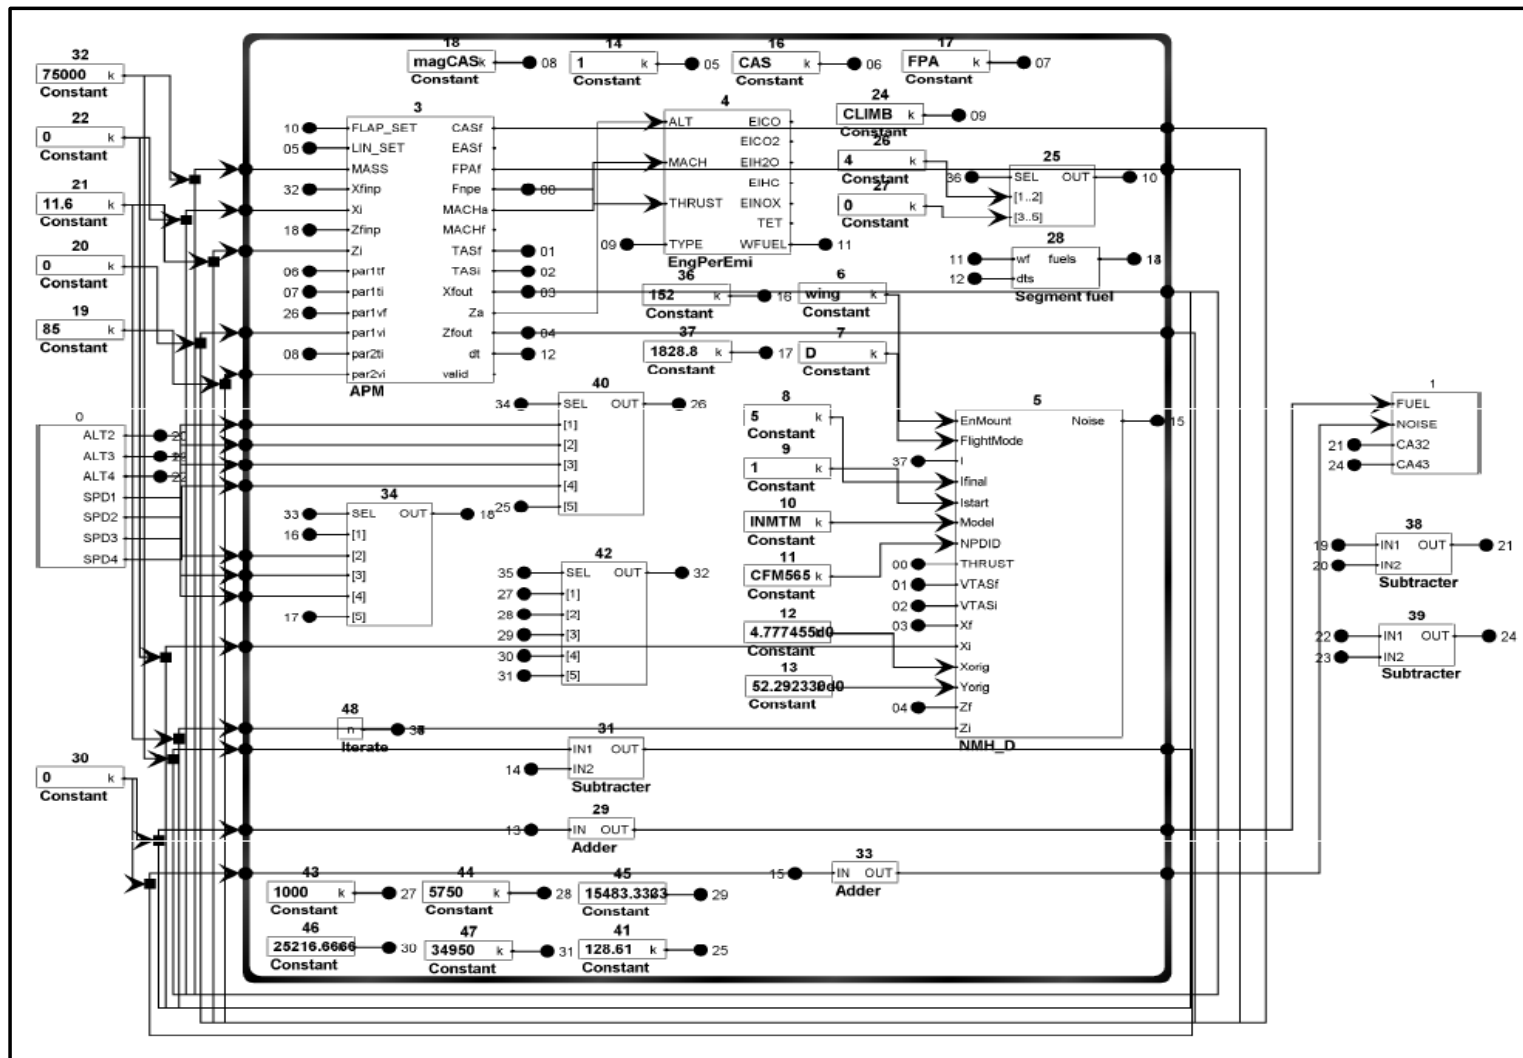 32
75000 k
Constant
22
0 k
Constant
21
11.6 k
Constant
20
0 k
Constant
19
85 k
Constant
0
ALT2
ALT3
ALT4
SPD1
SPD2
SPD3
SPD4
22
30
0 k
Constant
18
magCAS k 08
Constant
14
1 k 05
Constant
16
CAS k 06
Constant
17
FPA k 07
Constant
3
10 FLAP_SET CASf
05 LIN_SET EASf
MASS FPAf
32 Xfinp Fnpe 00
Xi MACHa
18 Zfinp MACHf
Zi TASf 01
06 par1tf TASi 02
07 par1ti Xfout 03
26 par1vf Za
par1vi Zfout 04
08 par2ti dt 12
par2vi valid
APM
4
ALT EICO
EICO2
MACH EIH2O
EIHC
THRUST EINOX
TET
09 TYPE WFUEL 11
EngPerEmi
24
CLIMB k 09
Constant
26
4 k
Constant
27
0 k
Constant
25
36 SEL OUT 10
[1..2]
[3..5]
28
11 wf fuels
12 dts
Segment fuel
36
152 k 16
Constant
6
wing k
Constant
37
1828.8 k 17
Constant
7
D k
Constant
40
34 SEL OUT 26
[1]
[2]
[3]
[4]
25 [5]
8
5 k
Constant
9
1 k
Constant
10
INMTM k
Constant
11
CFM565 k
Constant
12
4.777455d0
Constant
13
52.292330d0
Constant
5
EnMount Noise 15
FlightMode
37 I
Ifinal
Istart
Model
NPDID
00 THRUST
01 VTASf
02 VTASi
03 Xf
Xi
Xorig
Yorig
04 Zf
Zi
NMH_D
34
33 SEL OUT 18
16 [1]
[2]
[3]
[4]
17 [5]
42
35 SEL OUT 32
27 [1]
28 [2]
29 [3]
30 [4]
31 [5]
1
FUEL
NOISE
21 CA32
24 CA43
38
19 IN1 OUT 21
20 IN2
Subtracter
39
22 IN1 OUT 24
23 IN2
Subtracter
48
n
Iterate
31
IN1 OUT
14 IN2
Subtracter
29
13 IN OUT
Adder
33
15 IN OUT
Adder
43
1000 k 27
Constant
44
5750 k 28
Constant
45
15483.3333 29
Constant
46
25216.6666 30
Constant
47
34950 k 31
Constant
41
128.61 k 25
Constant